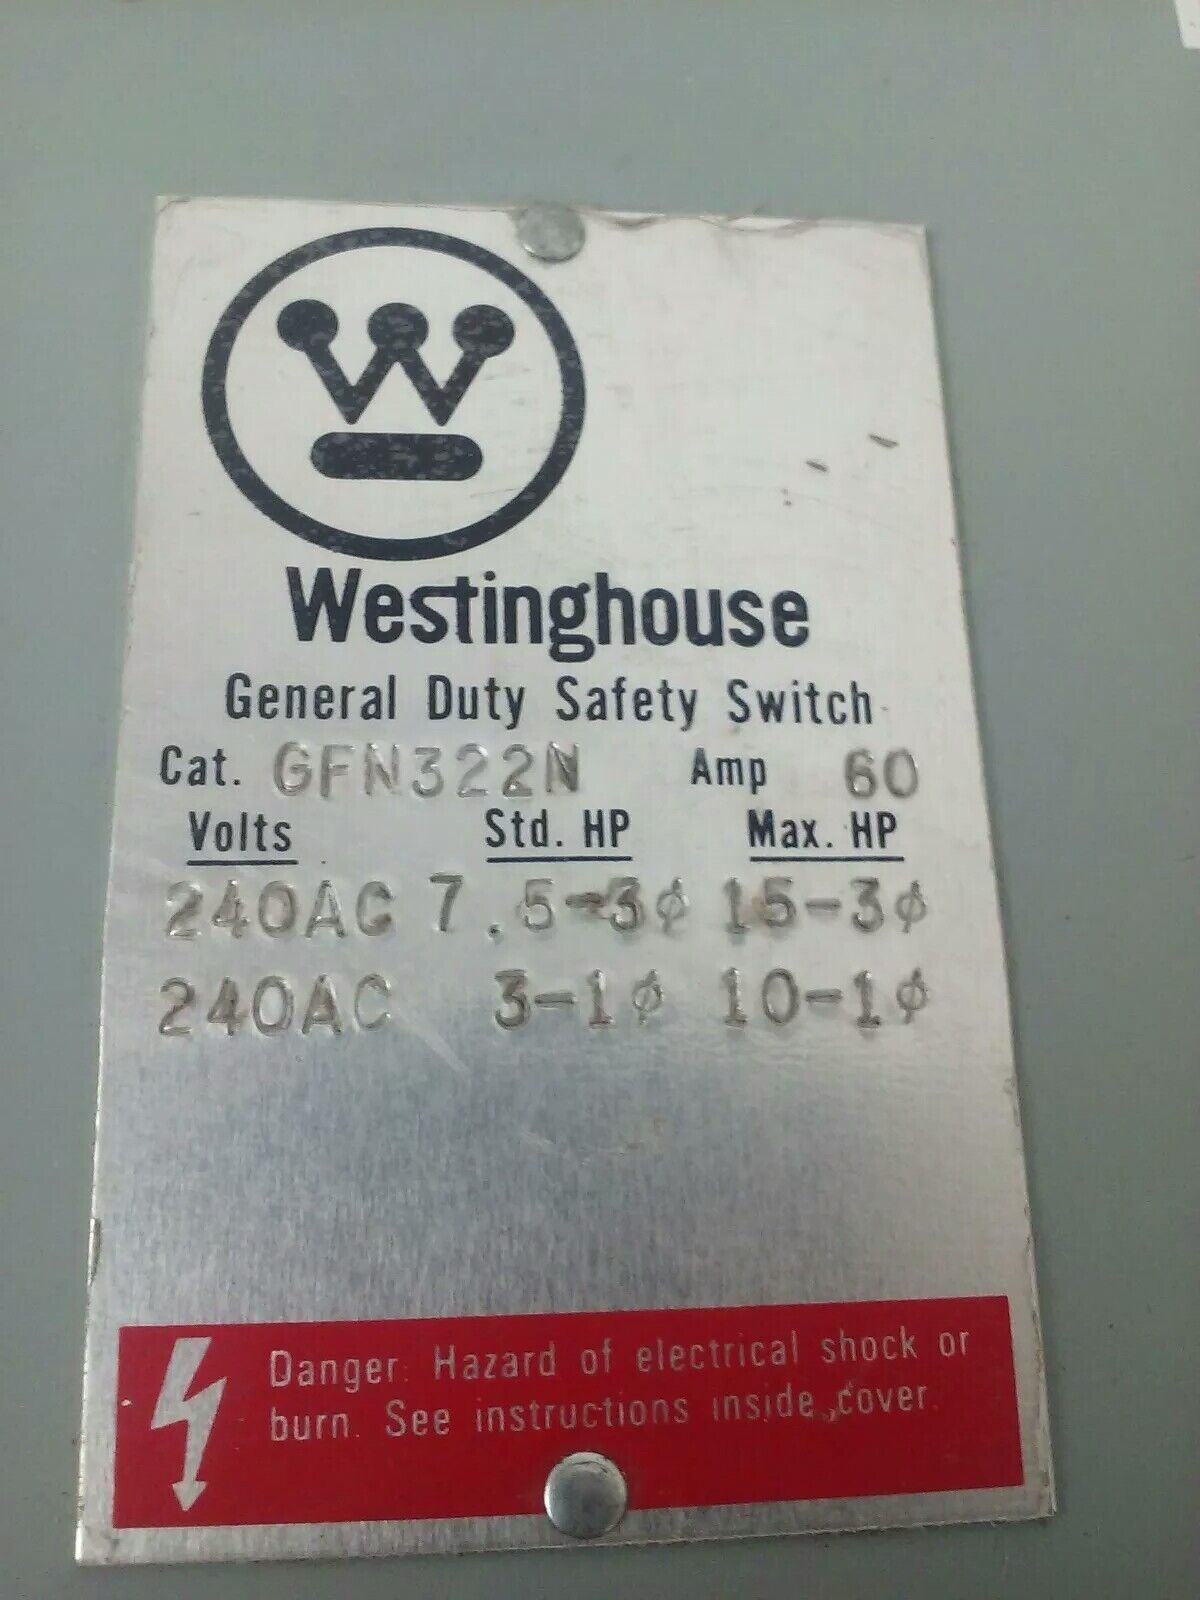 W
Westinghouse
General Duty Safety Switch
Cat. GFN322N Amp 60
Volts Std. HP Max. HP
240AC 7.5-3ϕ 15-3ϕ
240AC 3-1ϕ 10-1ϕ
Danger: Hazard of electrical shock or
burn. See instructions inside cover.